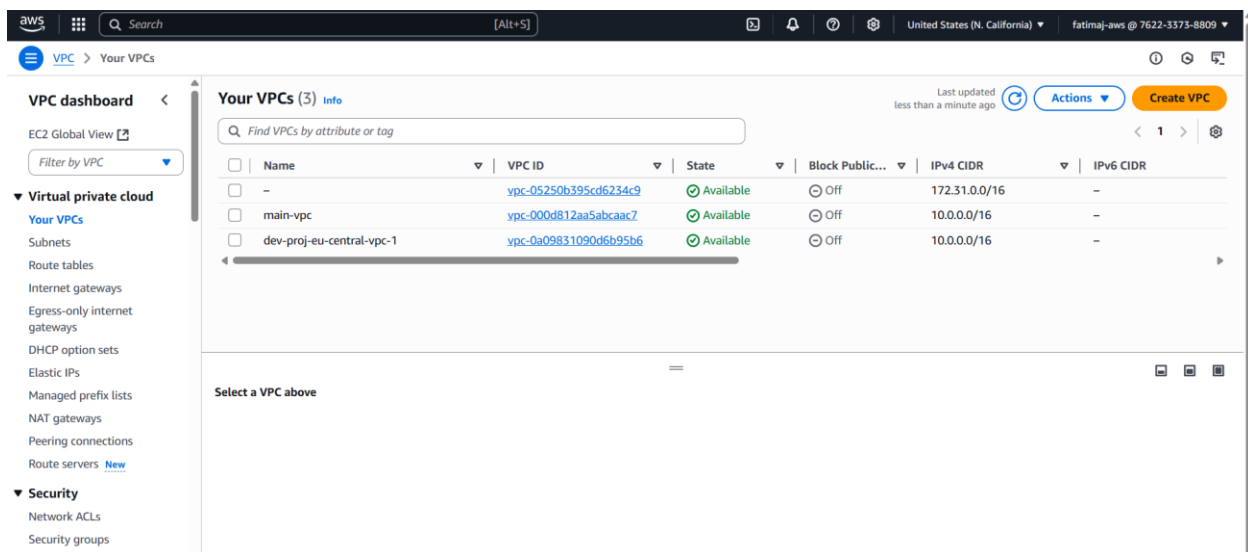 aws Search [Alt+S] United States (N. California) fatimaj-aws @ 7622-3373-8809
VPC > Your VPCs
VPC dashboard
EC2 Global View
Filter by VPC
Virtual private cloud
Your VPCs
Subnets
Route tables
Internet gateways
Egress-only internet
gateways
DHCP option sets
Elastic IPs
Managed prefix lists
NAT gateways
Peering connections
Route servers New
Security
Network ACLs
Security groups
Your VPCs (3) Info
Last updated
less than a minute ago
Actions
Create VPC
Find VPCs by attribute or tag
1
Name VPC ID State Block Public... IPv4 CIDR IPv6 CIDR
– vpc-05250b395cd6234c9 Available Off 172.31.0.0/16 –
main-vpc vpc-000d812aa5abcaac7 Available Off 10.0.0.0/16 –
dev-proj-eu-central-vpc-1 vpc-0a09831090d6b95b6 Available Off 10.0.0.0/16 –
Select a VPC above